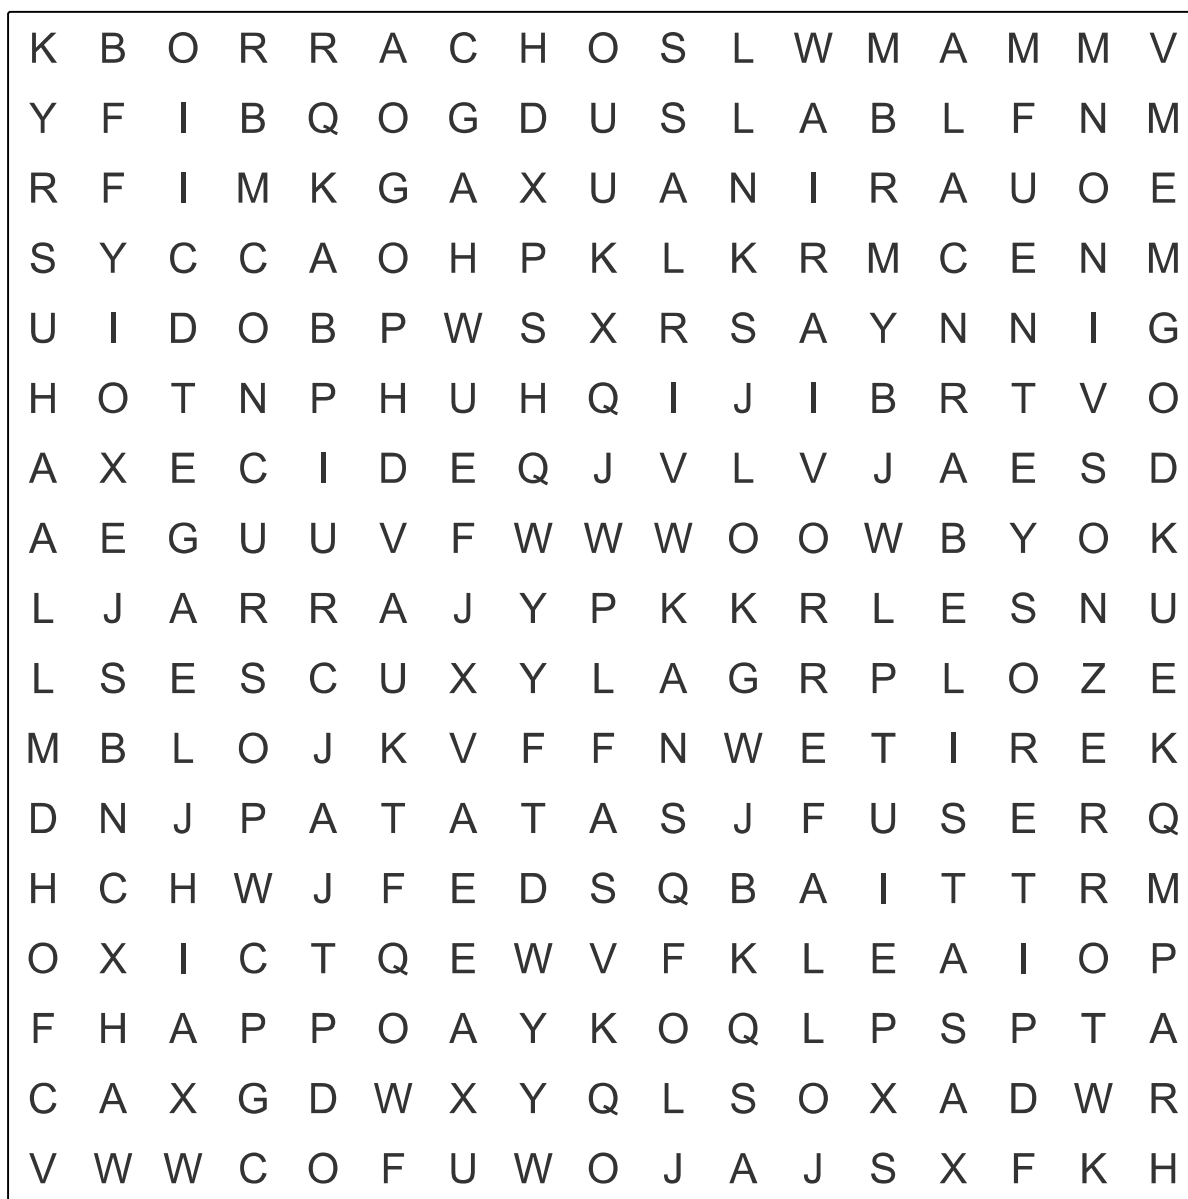 K B O R R A C H O S L W M A M M V
Y F I B Q O G D U S L A B L F N M
R F I M K G A X U A N I R A U O E
S Y C C A O H P K L K R M C E N M
U I D O B P W S X R S A Y N N I G
H O T N P H U H Q I J I B R T V O
A X E C I D E Q J V L V J A E S D
A E G U U V F W W W O O W B Y O K
L J A R R A J Y P K K R L E S N U
L S E S C U X Y L A G R P L O Z E
M B L O J K V F F N W E T I R E K
D N J P A T A T A S J F U S E R Q
H C H W J F E D S Q B A I T T R M
O X I C T Q E W V F K L E A I O P
F H A P P O A Y K O Q L P S P T A
C A X G D W X Y Q L S O X A D W R
V W W C O F U W O J A J S X F K H